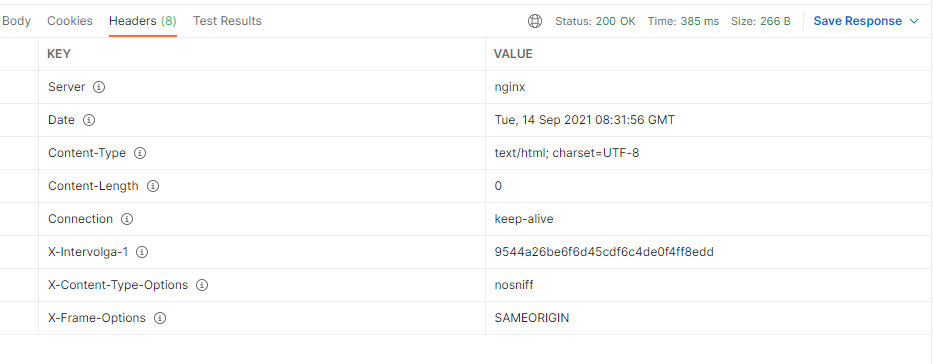 Body Cookies Headers (8) Test Results Status: 200 OK Time: 385 ms Size: 266 B Save Response
KEY VALUE
Server nginx
Date Tue, 14 Sep 2021 08:31:56 GMT
Content-Type text/html; charset=UTF-8
Content-Length 0
Connection keep-alive
X-Intervolga-1 9544a26be6f6d45cdf6c4de0f4ff8edd
X-Content-Type-Options nosniff
X-Frame-Options SAMEORIGIN